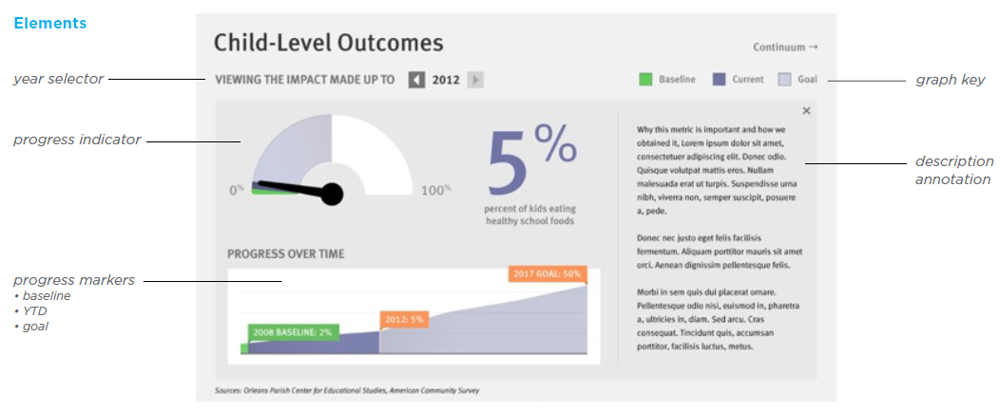 Elements
Child-Level Outcomes
Continuum →
year selector
VIEWING THE IMPACT MADE UP TO
2012
Baseline
Current
Goal
graph key
progress indicator
0%
100%
5%
percent of kids eating
healthy school foods
Why this metric is important and how we
obtained it, Lorem ipsum dolor sit amet,
consectetuer adipiscing elit. Donec odio.
Quisque volutpat mattis eros. Nullam
malesuada erat ut turpis. Suspendisse urna
nibh, viverra non, semper suscipit, posuere
a, pede.
Donec nec justo eget felis facilisis
fermentum. Aliquam porttitor mauris sit amet
orci. Aenean dignissim pellentesque felis.
Morbi in sem quis dui placerat ornare.
Pellentesque odio nisi, euismod in, pharetra
a, ultricies in, diam. Sed arcu. Cras
consequat. Tincidunt quis, accumsan
porttitor, facilisis luctus, metus.
description
annotation
PROGRESS OVER TIME
progress markers
• baseline
• YTD
• goal
2008 BASELINE: 2%
2012: 5%
2017 GOAL: 50%
Sources: Orleans Parish Center for Educational Studies, American Community Survey